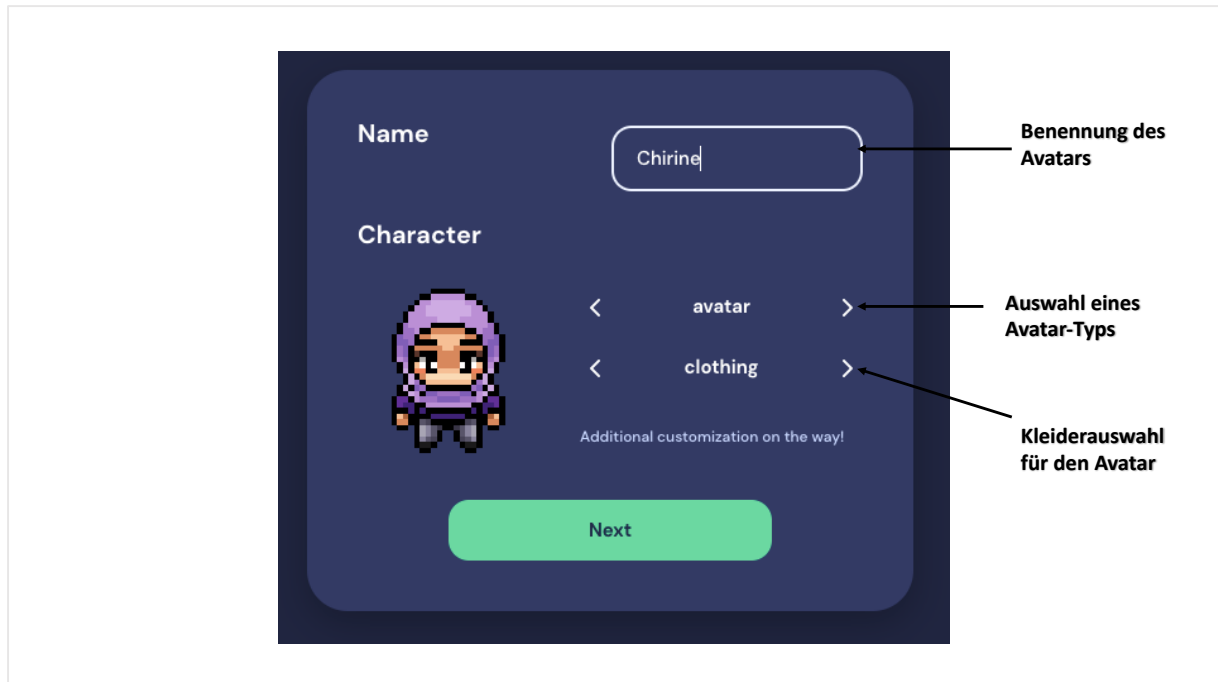 Name
Chirine
Benennung des
Avatars
Character
avatar
Auswahl eines
Avatar-Typs
clothing
Additional customization on the way!
Kleiderauswahl
für den Avatar
Next